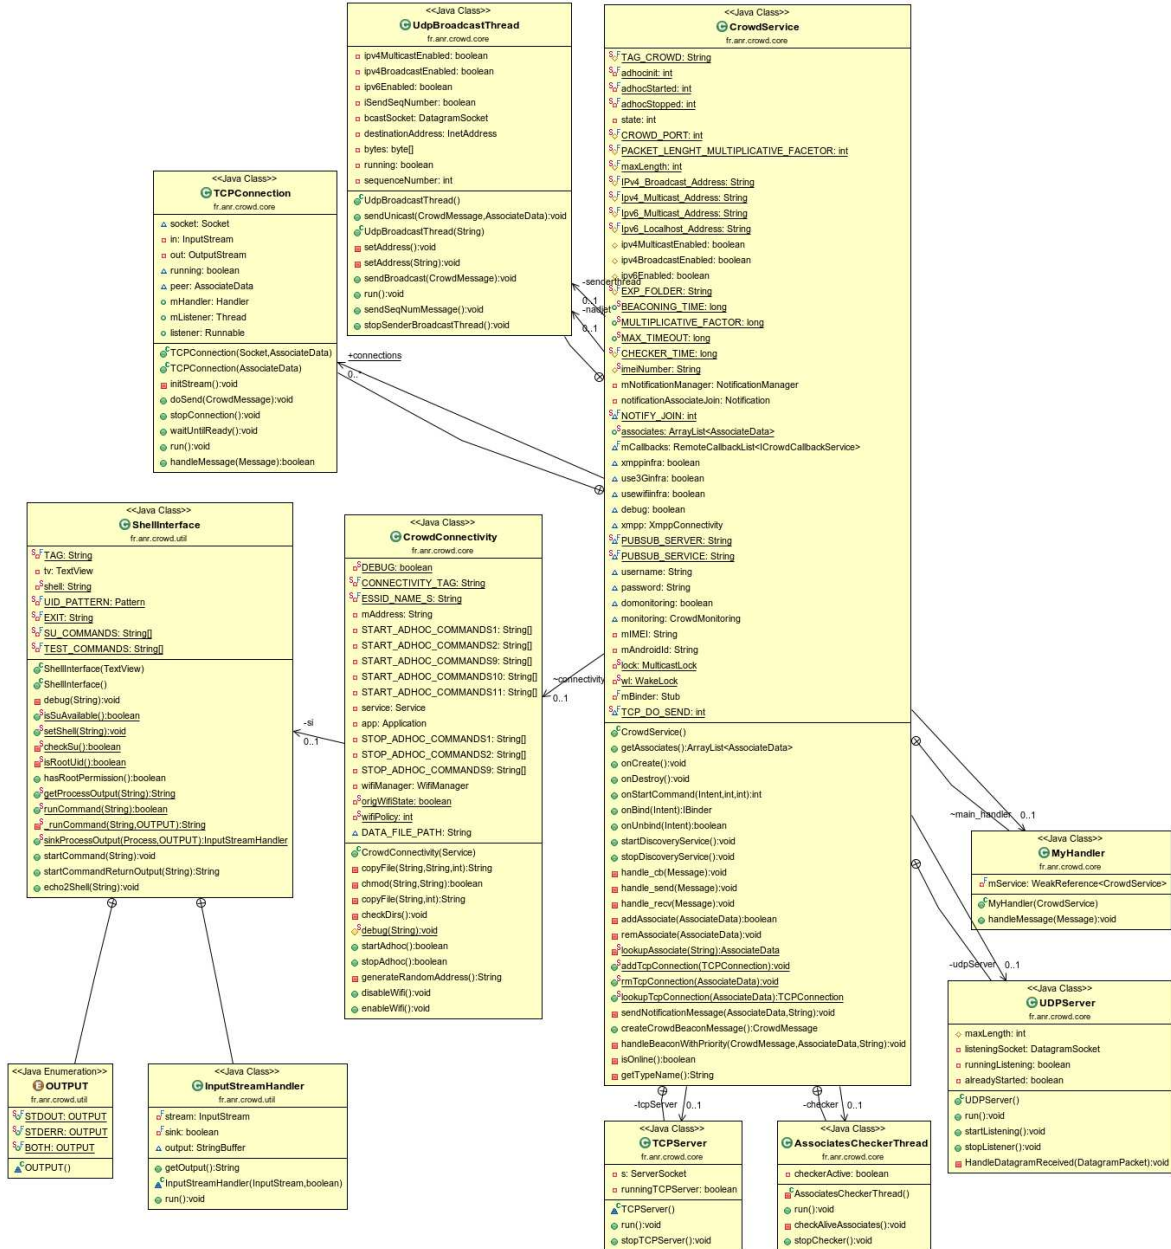 <<Java Class>>
UdpBroadcastThread
fr.anr.crowd.core
ipv4MulticastEnabled: boolean
ipv4BroadcastEnabled: boolean
ipv6Enabled: boolean
iSendSeqNumber: boolean
bcastSocket: DatagramSocket
destinationAddress: InetAddress
bytes: byte[]
running: boolean
sequenceNumber: int
UdpBroadcastThread()
sendUnicast(CrowdMessage,AssociateData):void
UdpBroadcastThread(String)
setAddress():void
setAddress(String):void
sendBroadcast(CrowdMessage):void
run():void
sendSeqNumMessage():void
stopSenderBroadcastThread():void
<<Java Class>>
CrowdService
fr.anr.crowd.core
TAG_CROWD: String
adhocinit: int
adhocStarted: int
adhocStopped: int
state: int
CROWD_PORT: int
PACKET_LENGHT_MULTIPLICATIVE_FACETOR: int
maxLength: int
IPv4_Broadcast_Address: String
Ipv4_Multicast_Address: String
Ipv6_Multicast_Address: String
Ipv6_Localhost_Address: String
ipv4MulticastEnabled: boolean
ipv4BroadcastEnabled: boolean
ipv6Enabled: boolean
EXP_FOLDER: String
BEACONING_TIME: long
MULTIPLICATIVE_FACTOR: long
MAX_TIMEOUT: long
CHECKER_TIME: long
imeiNumber: String
mNotificationManager: NotificationManager
notificationAssociateJoin: Notification
NOTIFY_JOIN: int
associates: ArrayList<AssociateData>
mCallbacks: RemoteCallbackList<ICrowdCallbackService>
xmppinfra: boolean
use3Ginfra: boolean
usewifiinfra: boolean
debug: boolean
xmpp: XmppConnectivity
PUBSUB_SERVER: String
PUBSUB_SERVICE: String
username: String
password: String
domonitoring: boolean
monitoring: CrowdMonitoring
mIMEI: String
mAndroidId: String
lock: MulticastLock
wl: WakeLock
mBinder: Stub
TCP_DO_SEND: int
CrowdService()
getAssociates():ArrayList<AssociateData>
onCreate():void
onDestroy():void
onStartCommand(Intent,int,int):int
onBind(Intent):IBinder
onUnbind(Intent):boolean
startDiscoveryService():void
stopDiscoveryService():void
handle_cb(Message):void
handle_send(Message):void
handle_recv(Message):void
addAssociate(AssociateData):boolean
remAssociate(AssociateData):void
lookupAssociate(String):AssociateData
addTcpConnection(TCPConnection):void
rmTcpConnection(AssociateData):void
lookupTcpConnection(AssociateData):TCPConnection
sendNotificationMessage(AssociateData,String):void
createCrowdBeaconMessage():CrowdMessage
handleBeaconWithPriority(CrowdMessage,AssociateData,String):void
isOnline():boolean
getTypeName():String
<<Java Class>>
TCPConnection
fr.anr.crowd.core
socket: Socket
in: InputStream
out: OutputStream
running: boolean
peer: AssociateData
mHandler: Handler
mListener: Thread
listener: Runnable
TCPConnection(Socket,AssociateData)
TCPConnection(AssociateData)
initStream():void
doSend(CrowdMessage):void
stopConnection():void
waitUntilReady():void
run():void
handleMessage(Message):boolean
-senderthread
0..1
-nadjet
0..1
+connections
0..*
<<Java Class>>
ShellInterface
fr.anr.crowd.util
TAG: String
tv: TextView
shell: String
UID_PATTERN: Pattern
EXIT: String
SU_COMMANDS: String[]
TEST_COMMANDS: String[]
ShellInterface(TextView)
ShellInterface()
debug(String):void
isSuAvailable():boolean
setShell(String):void
checkSu():boolean
isRootUid():boolean
hasRootPermission():boolean
getProcessOutput(String):String
runCommand(String):boolean
_runCommand(String,OUTPUT):String
sinkProcessOutput(Process,OUTPUT):InputStreamHandler
startCommand(String):void
startCommandReturnOutput(String):String
echo2Shell(String):void
-si
0..1
<<Java Class>>
CrowdConnectivity
fr.anr.crowd.core
DEBUG: boolean
CONNECTIVITY_TAG: String
ESSID_NAME_S: String
mAddress: String
START_ADHOC_COMMANDS1: String[]
START_ADHOC_COMMANDS2: String[]
START_ADHOC_COMMANDS9: String[]
START_ADHOC_COMMANDS10: String[]
START_ADHOC_COMMANDS11: String[]
service: Service
app: Application
STOP_ADHOC_COMMANDS1: String[]
STOP_ADHOC_COMMANDS2: String[]
STOP_ADHOC_COMMANDS9: String[]
wifiManager: WifiManager
origWifiState: boolean
wifiPolicy: int
DATA_FILE_PATH: String
CrowdConnectivity(Service)
copyFile(String,String,int):String
chmod(String,String):boolean
copyFile(String,int):String
checkDirs():void
debug(String):void
startAdhoc():boolean
stopAdhoc():boolean
generateRandomAddress():String
disableWifi():void
enableWifi():void
~connectivity
0..1
~main_handler
0..1
<<Java Class>>
MyHandler
fr.anr.crowd.core
mService: WeakReference<CrowdService>
MyHandler(CrowdService)
handleMessage(Message):void
-udpServer
0..1
<<Java Class>>
UDPServer
fr.anr.crowd.core
maxLength: int
listeningSocket: DatagramSocket
runningListening: boolean
alreadyStarted: boolean
UDPServer()
run():void
startListening():void
stopListener():void
HandleDatagramReceived(DatagramPacket):void
<<Java Enumeration>>
OUTPUT
fr.anr.crowd.util
STDOUT: OUTPUT
STDERR: OUTPUT
BOTH: OUTPUT
OUTPUT()
<<Java Class>>
InputStreamHandler
fr.anr.crowd.util
stream: InputStream
sink: boolean
output: StringBuffer
getOutput():String
InputStreamHandler(InputStream,boolean)
run():void
-tcpServer
0..1
<<Java Class>>
TCPServer
fr.anr.crowd.core
s: ServerSocket
runningTCPServer: boolean
TCPServer()
run():void
stopTCPServer():void
-checker
0..1
<<Java Class>>
AssociatesCheckerThread
fr.anr.crowd.core
checkerActive: boolean
AssociatesCheckerThread()
run():void
checkAliveAssociates():void
stopChecker():void